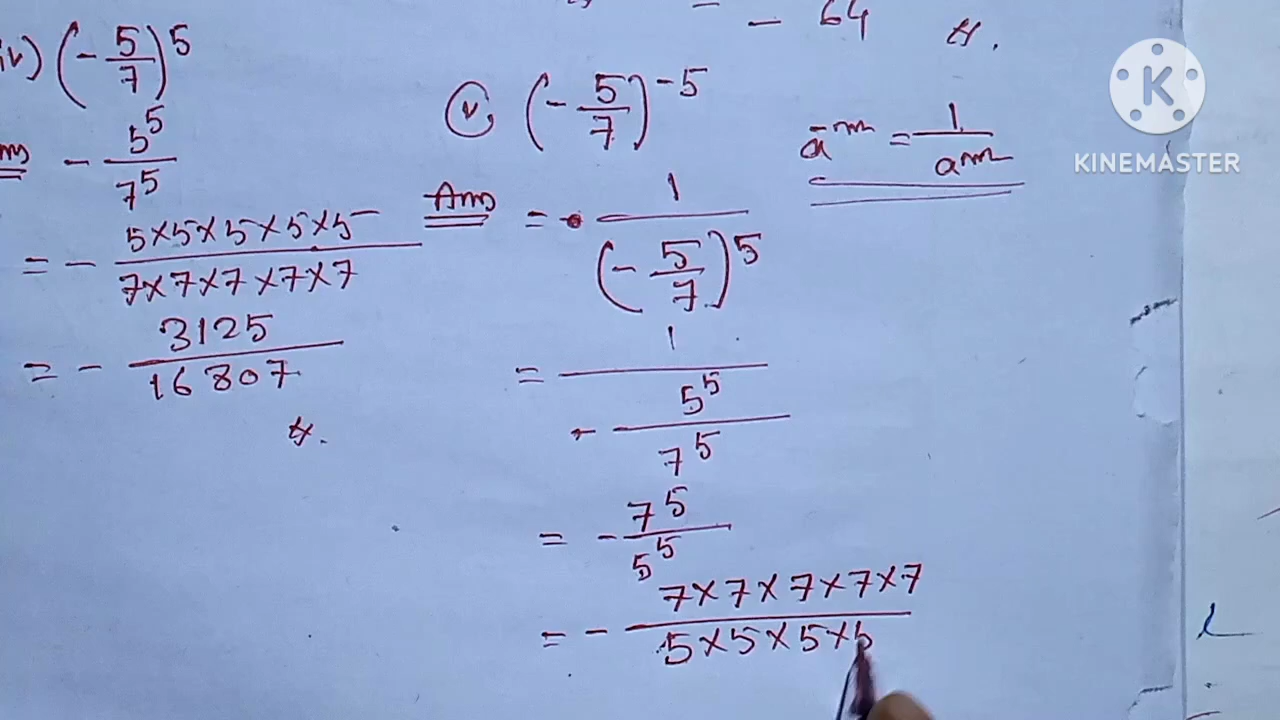 - 64
iv) (- 5/7)^5
Ans - 5^5/7^5
= - 5×5×5×5×5/7×7×7×7×7
= - 3125/16807
v, (- 5/7)^-5
a^-m = 1/a^m
Ans = 1/(- 5/7)^5
= 1/- 5^5/7^5
= - 7^5/5^5
= - 7×7×7×7×7/5×5×5×5
K
KINEMASTER